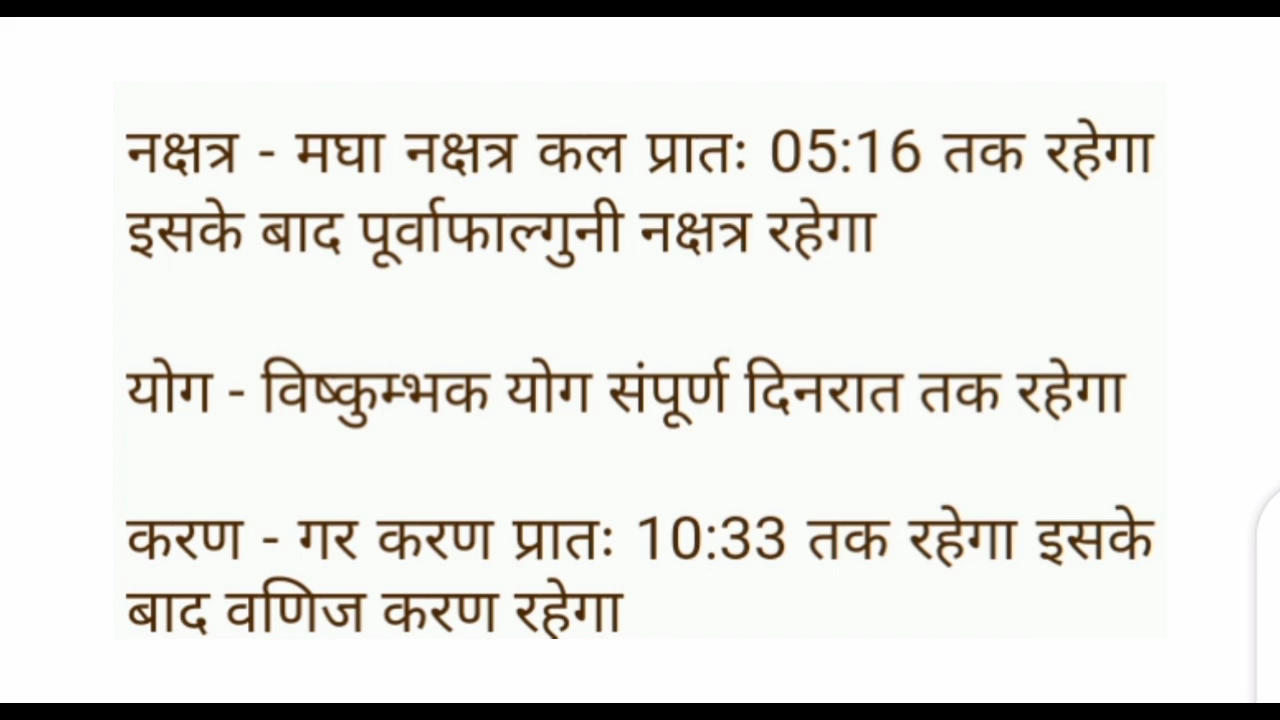 नक्षत्र - मघा नक्षत्र कल प्रातः 05:16 तक रहेगा
इसके बाद पूर्वाफाल्गुनी नक्षत्र रहेगा
योग - विष्कुम्भक योग संपूर्ण दिनरात तक रहेगा
करण - गर करण प्रातः 10:33 तक रहेगा इसके
बाद वणिज करण रहेगा